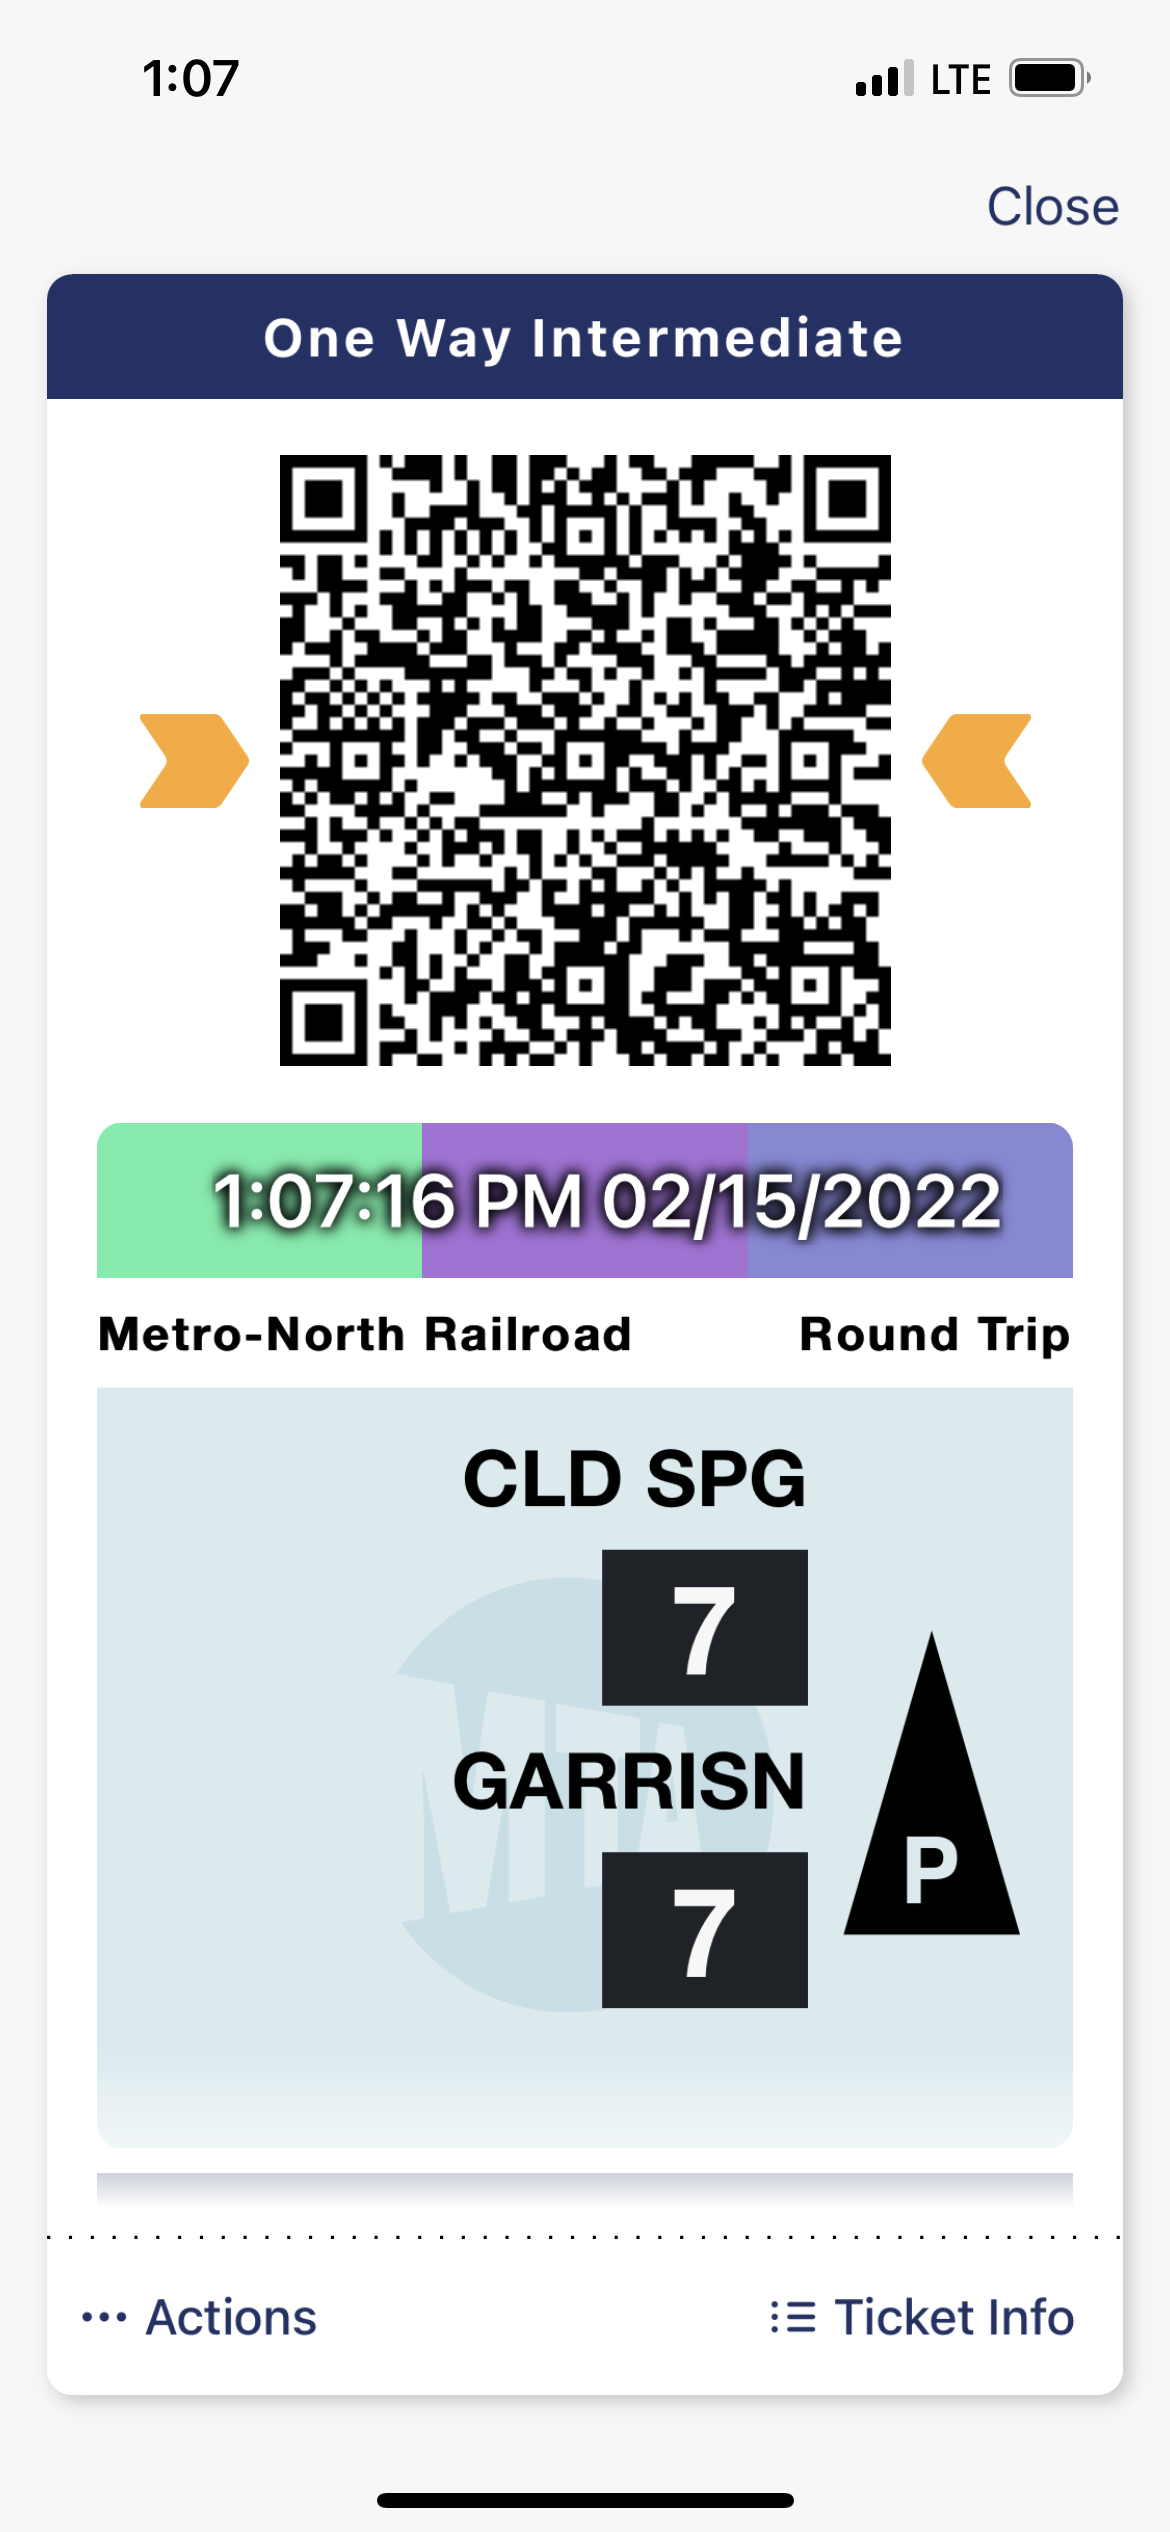 1:07 LTE
Close
One Way Intermediate
1:07:16 PM 02/15/2022
Metro-North Railroad Round Trip
CLD SPG
7
MTA
GARRISN
7
P
Actions Ticket Info